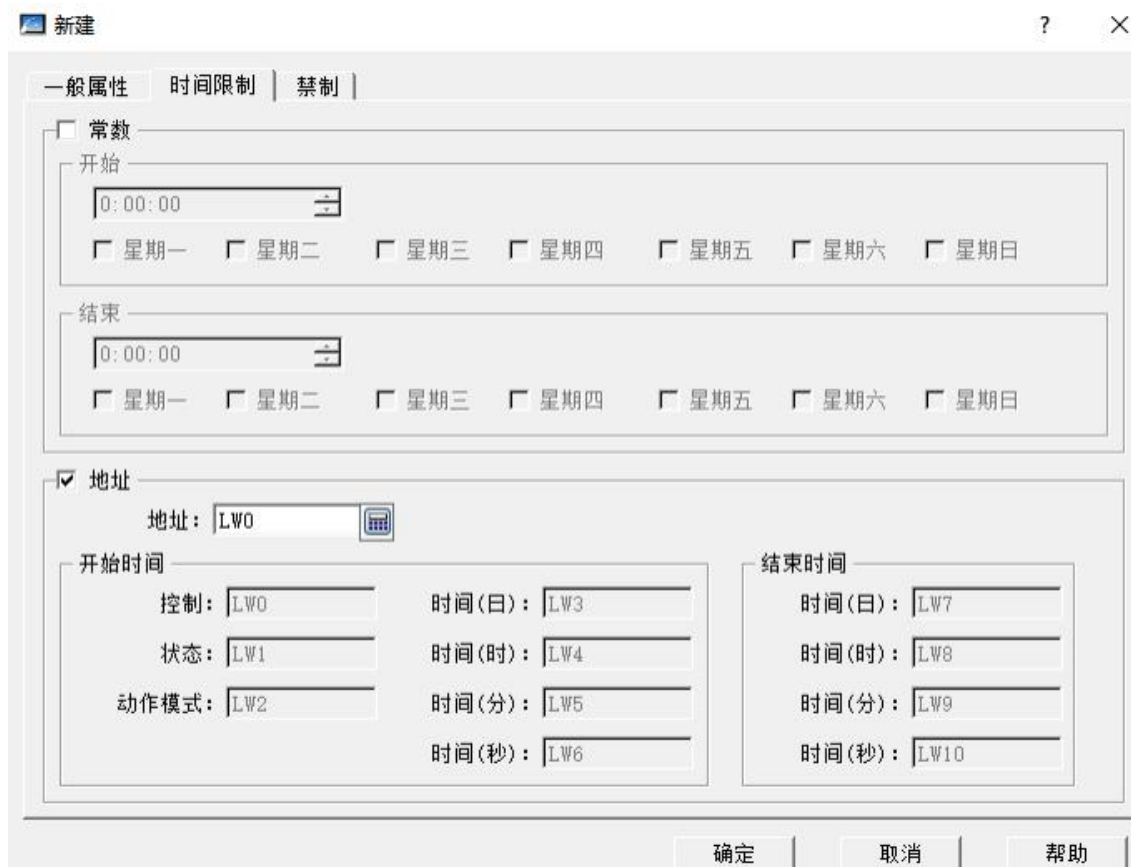 新建 ? ×
一般属性 时间限制 禁制
常数
开始
0:00:00
星期一 星期二 星期三 星期四 星期五 星期六 星期日
结束
0:00:00
星期一 星期二 星期三 星期四 星期五 星期六 星期日
地址
地址: LW0
开始时间
控制: LW0 时间(日): LW3
状态: LW1 时间(时): LW4
动作模式: LW2 时间(分): LW5
时间(秒): LW6
结束时间
时间(日): LW7
时间(时): LW8
时间(分): LW9
时间(秒): LW10
确定 取消 帮助